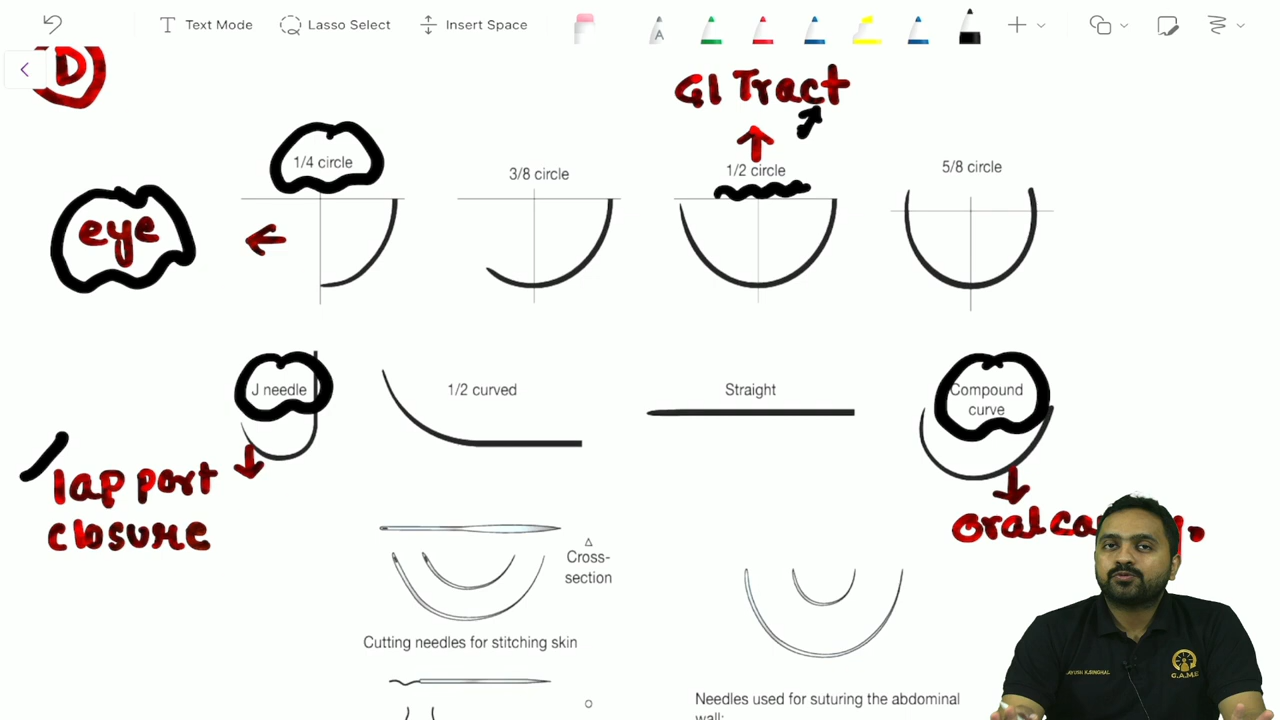 Text Mode
Lasso Select
Insert Space
A
D
GI Tract
1/4 circle
3/8 circle
1/2 circle
5/8 circle
eye
J needle
1/2 curved
Straight
Compound
curve
lap port
closure
oral
Cross-
section
Cutting needles for stitching skin
Needles used for suturing the abdominal
wall:
G.A.M.E